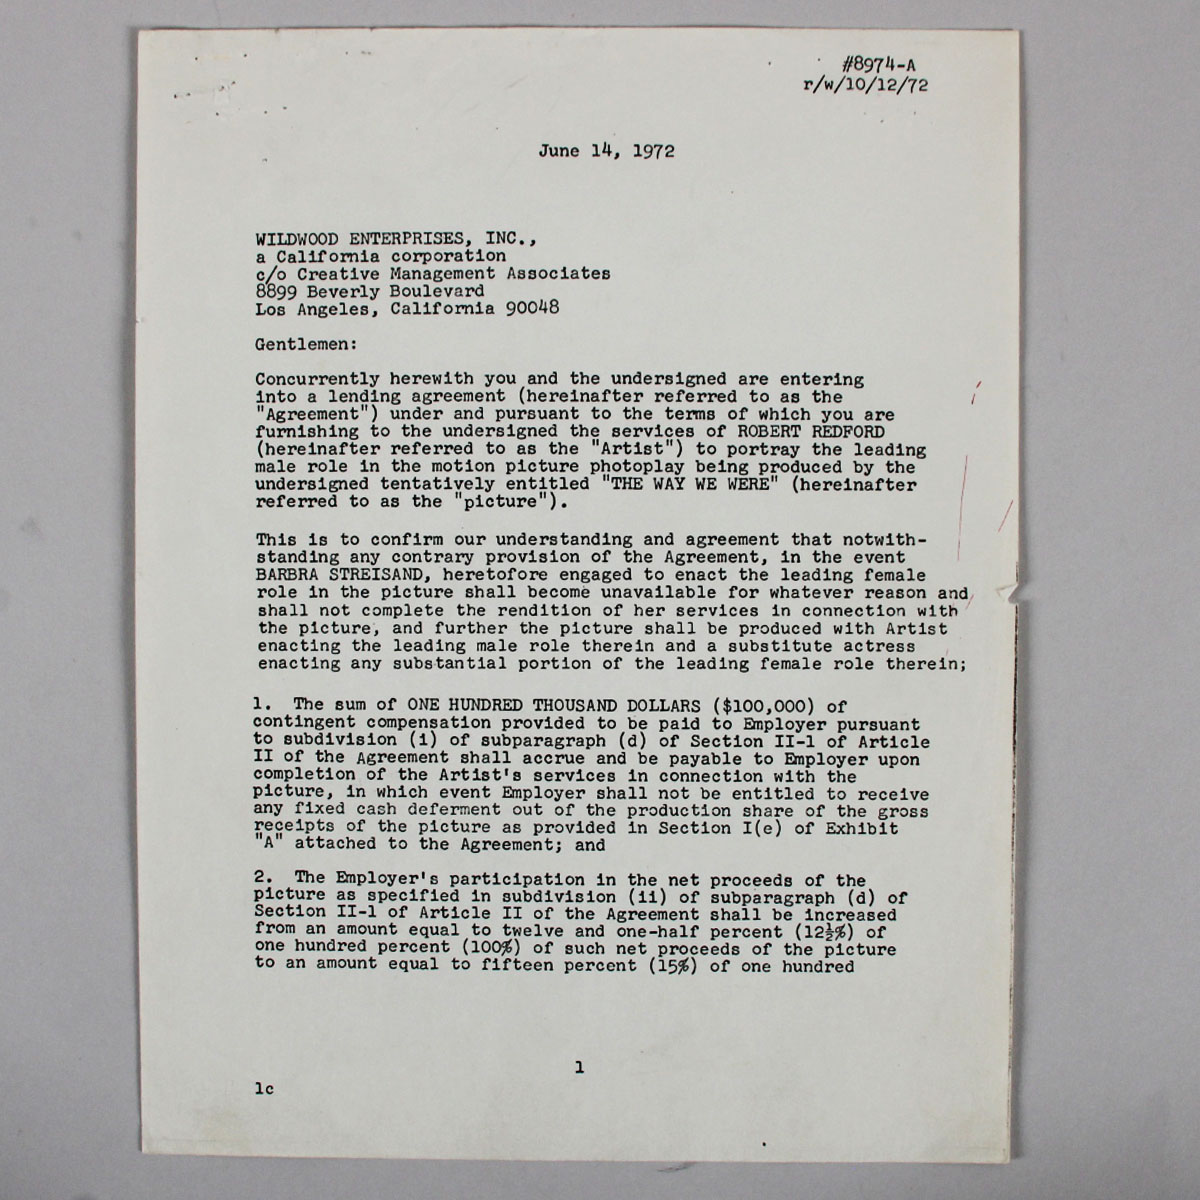 #8974-A
r/w/10/12/72
June 14, 1972
WILDWOOD ENTERPRISES, INC.,
a California corporation
c/o Creative Management Associates
8899 Beverly Boulevard
Los Angeles, California 90048
Gentlemen:
Concurrently herewith you and the undersigned are entering
into a lending agreement (hereinafter referred to as the
"Agreement") under and pursuant to the terms of which you are
furnishing to the undersigned the services of ROBERT REDFORD
(hereinafter referred to as the "Artist") to portray the leading
male role in the motion picture photoplay being produced by the
undersigned tentatively entitled "THE WAY WE WERE" (hereinafter
referred to as the "picture").
This is to confirm our understanding and agreement that notwith-
standing any contrary provision of the Agreement, in the event
BARBRA STREISAND, heretofore engaged to enact the leading female
role in the picture shall become unavailable for whatever reason and
shall not complete the rendition of her services in connection with
the picture, and further the picture shall be produced with Artist
enacting the leading male role therein and a substitute actress
enacting any substantial portion of the leading female role therein;
1. The sum of ONE HUNDRED THOUSAND DOLLARS ($100,000) of
contingent compensation provided to be paid to Employer pursuant
to subdivision (i) of subparagraph (d) of Section II-1 of Article
II of the Agreement shall accrue and be payable to Employer upon
completion of the Artist's services in connection with the
picture, in which event Employer shall not be entitled to receive
any fixed cash deferment out of the production share of the gross
receipts of the picture as provided in Section I(e) of Exhibit
"A" attached to the Agreement; and
2. The Employer's participation in the net proceeds of the
picture as specified in subdivision (ii) of subparagraph (d) of
Section II-1 of Article II of the Agreement shall be increased
from an amount equal to twelve and one-half percent (12½%) of
one hundred percent (100%) of such net proceeds of the picture
to an amount equal to fifteen percent (15%) of one hundred
1
lc